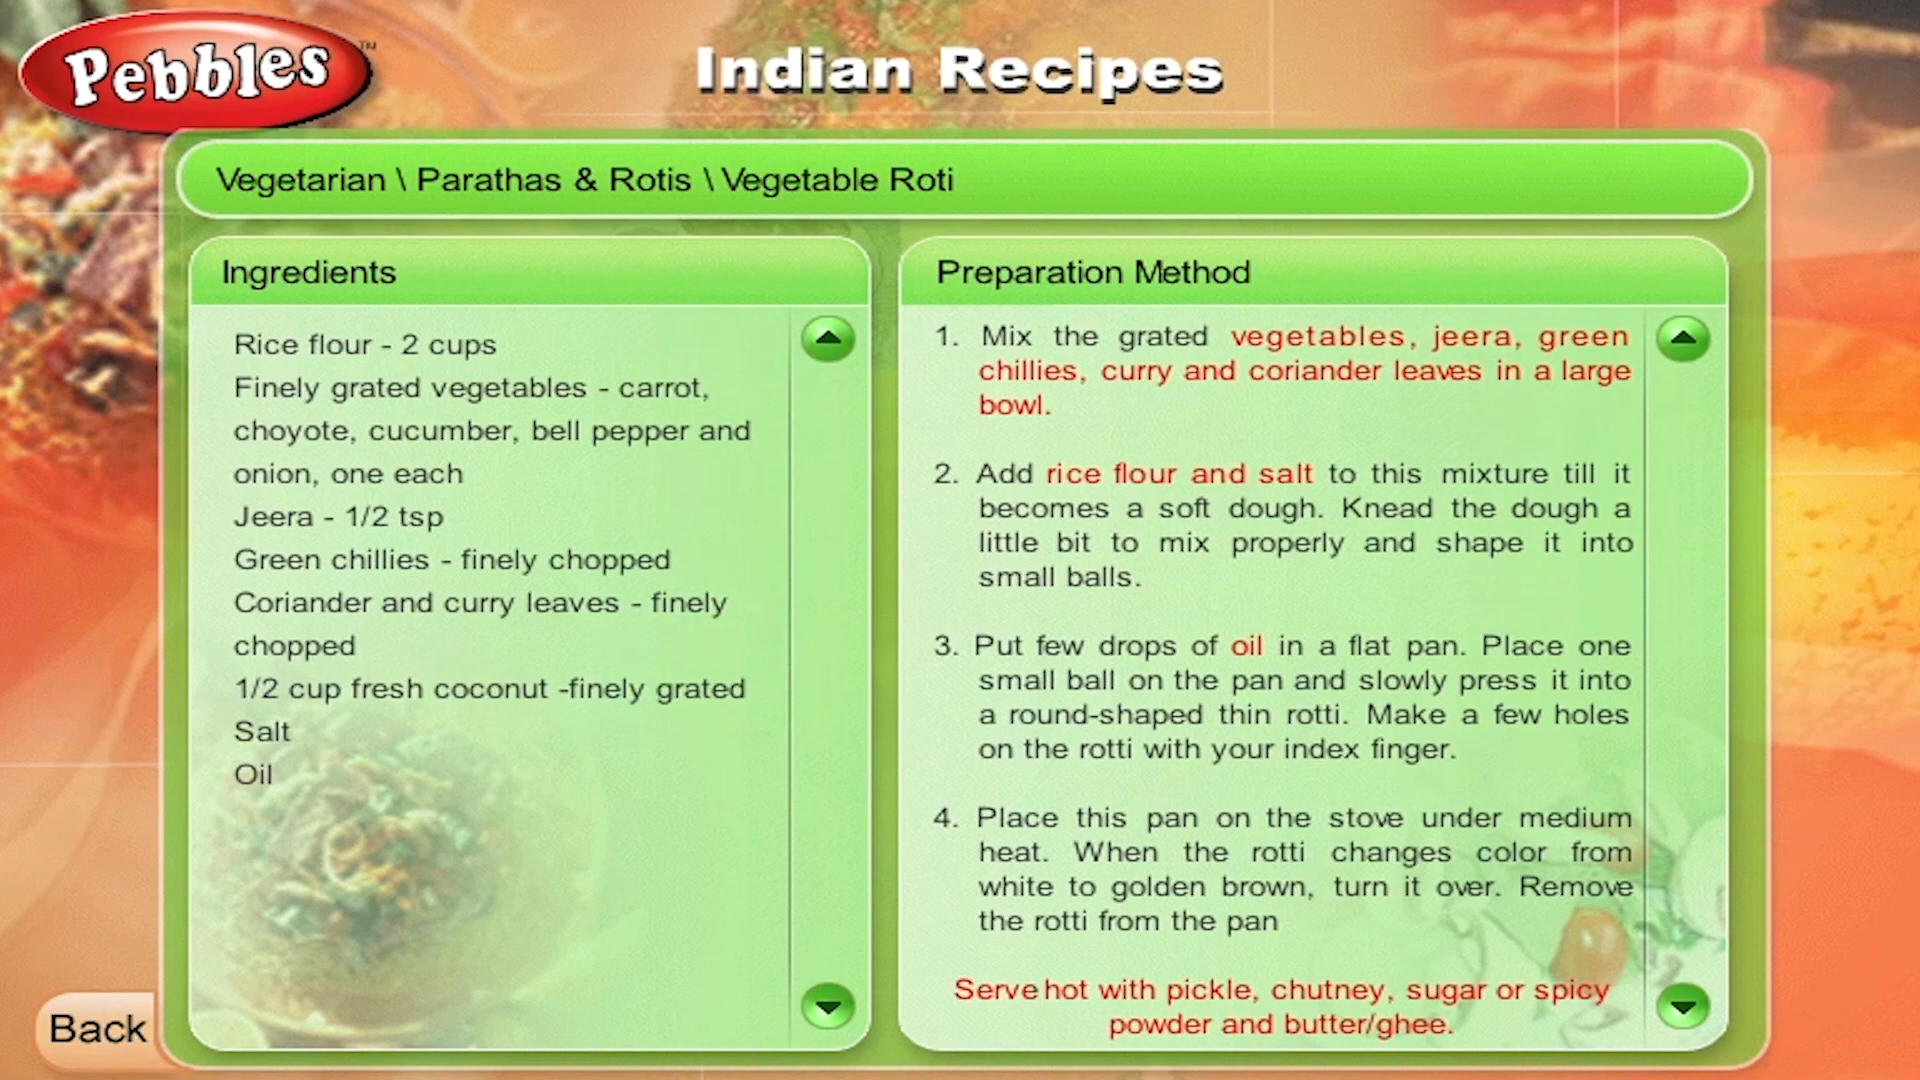 Pebbles™
Indian Recipes
Vegetarian \ Parathas & Rotis \ Vegetable Roti
Ingredients
Rice flour - 2 cups
Finely grated vegetables - carrot,
choyote, cucumber, bell pepper and
onion, one each
Jeera - 1/2 tsp
Green chillies - finely chopped
Coriander and curry leaves - finely
chopped
1/2 cup fresh coconut -finely grated
Salt
Oil
Preparation Method
1. Mix the grated vegetables, jeera, green
chillies, curry and coriander leaves in a large
bowl.
2. Add rice flour and salt to this mixture till it
becomes a soft dough. Knead the dough a
little bit to mix properly and shape it into
small balls.
3. Put few drops of oil in a flat pan. Place one
small ball on the pan and slowly press it into
a round-shaped thin rotti. Make a few holes
on the rotti with your index finger.
4. Place this pan on the stove under medium
heat. When the rotti changes color from
white to golden brown, turn it over. Remove
the rotti from the pan
Serve hot with pickle, chutney, sugar or spicy
powder and butter/ghee.
Back